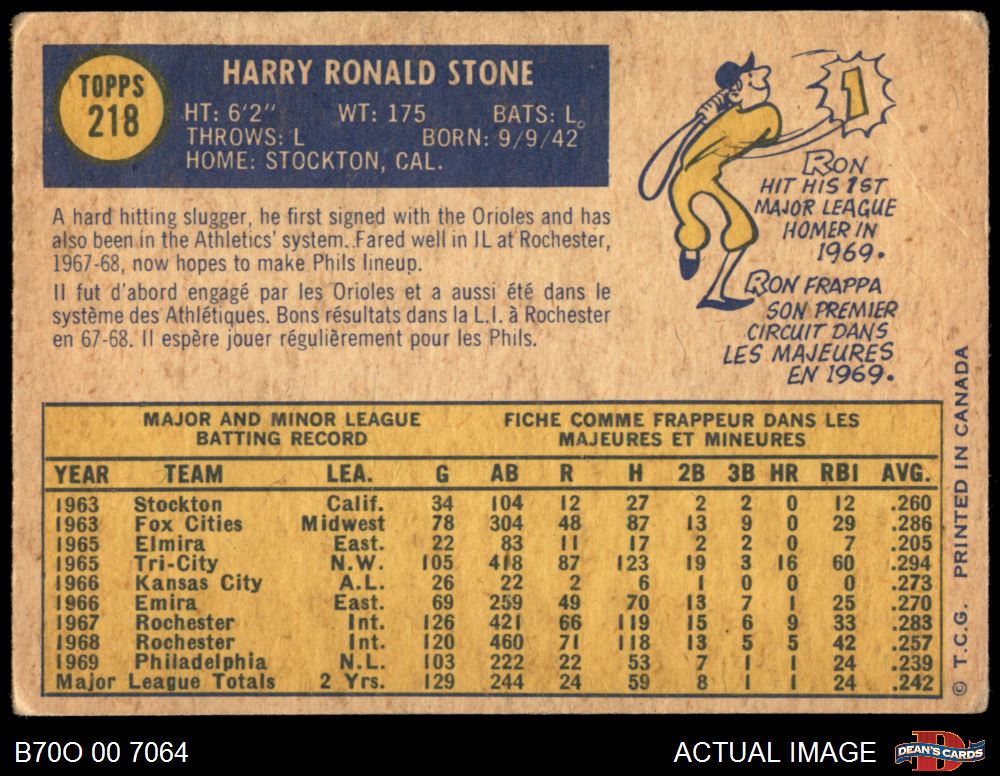 TOPPS
218
HARRY RONALD STONE
HT: 6'2" WT: 175 BATS: L
THROWS: L BORN: 9/9/42
HOME: STOCKTON, CAL.
A hard hitting slugger, he first signed with the Orioles and has
also been in the Athletics' system. Fared well in IL at Rochester,
1967-68, now hopes to make Phils lineup.
Il fut d'abord engagé par les Orioles et a aussi été dans le
système des Athlétiques. Bons résultats dans la L.I. à Rochester
en 67-68. Il espère jouer régulièrement pour les Phils.
1
RON
HIT HIS 1ST
MAJOR LEAGUE
HOMER IN
1969.
RON FRAPPA
SON PREMIER
CIRCUIT DANS
LES MAJEURES
EN 1969.
MAJOR AND MINOR LEAGUE
BATTING RECORD
FICHE COMME FRAPPEUR DANS LES
MAJEURES ET MINEURES
YEAR TEAM LEA. G AB R H 2B 3B HR RBI AVG.
1963 Stockton Calif. 34 104 12 27 2 2 0 12 .260
1963 Fox Cities Midwest 78 304 48 87 13 9 0 29 .286
1965 Elmira East. 22 83 11 17 2 2 0 7 .205
1965 Tri-City N.W. 105 418 87 123 19 3 16 60 .294
1966 Kansas City A.L. 26 22 2 6 1 0 0 0 .273
1966 Emira East. 69 259 49 70 13 7 1 25 .270
1967 Rochester Int. 126 421 66 119 15 6 9 33 .283
1968 Rochester Int. 120 460 71 118 13 5 5 42 .257
1969 Philadelphia N.L. 103 222 22 53 7 1 1 24 .239
Major League Totals 2 Yrs. 129 244 24 59 8 1 1 24 .242
© T.C.G. PRINTED IN CANADA
B70O 00 7064
ACTUAL IMAGE
DEAN'S CARDS